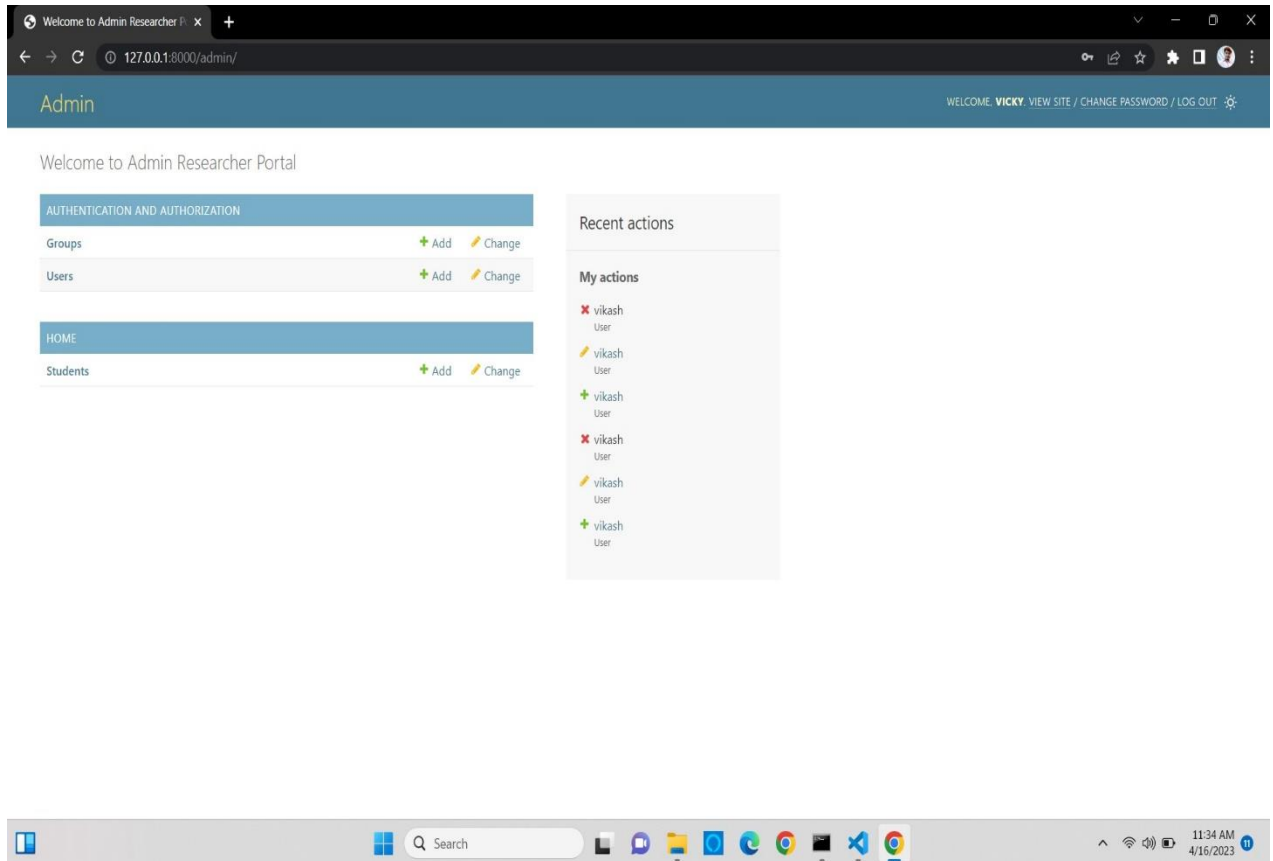 Welcome to Admin Researcher P
127.0.0.1:8000/admin/
Admin
WELCOME, VICKY. VIEW SITE / CHANGE PASSWORD / LOG OUT
Welcome to Admin Researcher Portal
AUTHENTICATION AND AUTHORIZATION
Groups Add Change
Users Add Change
HOME
Students Add Change
Recent actions
My actions
vikash
User
vikash
User
vikash
User
vikash
User
vikash
User
vikash
User
Search
11:34 AM
4/16/2023
11